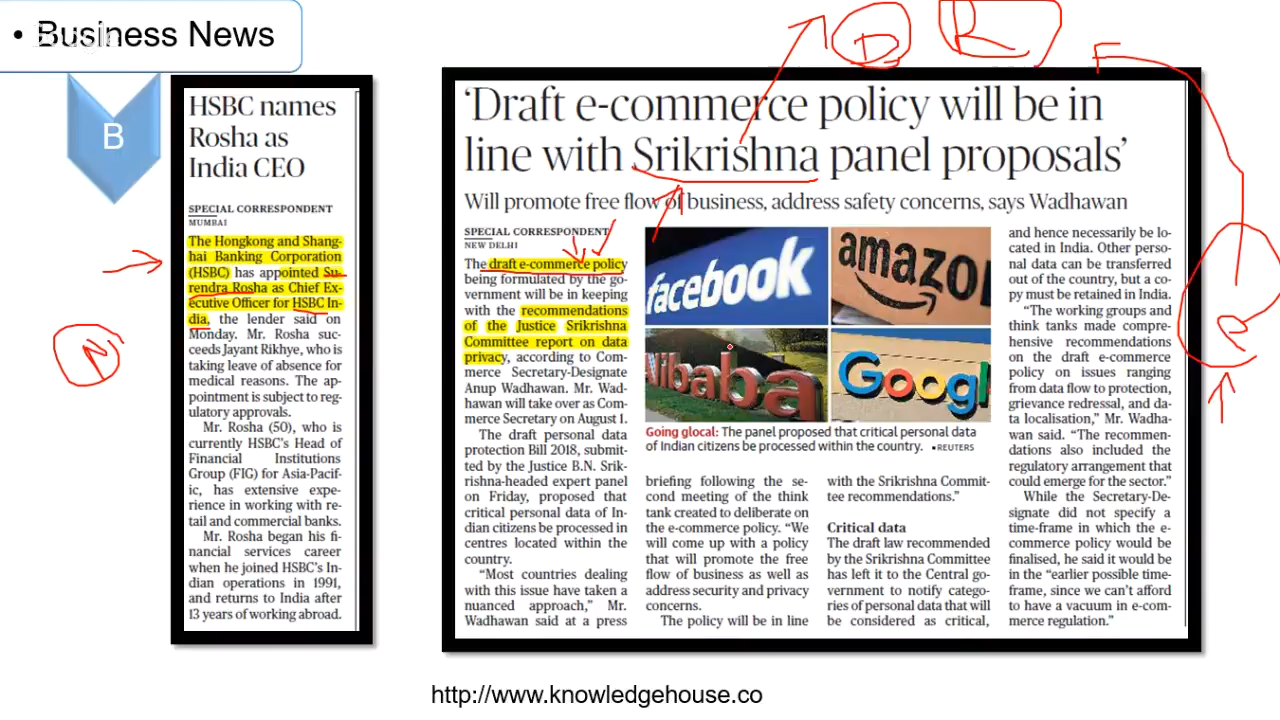 • Business News
B
HSBC names
Rosha as
India CEO
SPECIAL CORRESPONDENT
MUMBAI
The Hongkong and Shang-
hai Banking Corporation
(HSBC) has appointed Su-
rendra Rosha as Chief Ex-
ecutive Officer for HSBC In-
dia, the lender said on
Monday. Mr. Rosha suc-
ceeds Jayant Rikhye, who is
taking leave of absence for
medical reasons. The ap-
pointment is subject to reg-
ulatory approvals.
Mr. Rosha (50), who is
currently HSBC's Head of
Financial Institutions
Group (FIG) for Asia-Pacif-
ic, has extensive expe-
rience in working with re-
tail and commercial banks.
Mr. Rosha began his fi-
nancial services career
when he joined HSBC's In-
dian operations in 1991,
and returns to India after
13 years of working abroad.
N
D
R
R
'Draft e-commerce policy will be in
line with Srikrishna panel proposals'
Will promote free flow of business, address safety concerns, says Wadhawan
SPECIAL CORRESPONDENT
NEW DELHI
The draft e-commerce policy
being formulated by the go-
vernment will be in keeping
with the recommendations
of the Justice Srikrishna
Committee report on data
privacy, according to Com-
merce Secretary-Designate
Anup Wadhawan. Mr. Wad-
hawan will take over as Com-
merce Secretary on August 1.
The draft personal data
protection Bill 2018, submit-
ted by the Justice B.N. Srik-
rishna-headed expert panel
on Friday, proposed that
critical personal data of In-
dian citizens be processed in
centres located within the
country.
"Most countries dealing
with this issue have taken a
nuanced approach," Mr.
Wadhawan said at a press
facebook
amazon
Alibaba
Googl
Going glocal: The panel proposed that critical personal data
of Indian citizens be processed within the country. • REUTERS
briefing following the se-
cond meeting of the think
tank created to deliberate on
the e-commerce policy. "We
will come up with a policy
that will promote the free
flow of business as well as
address security and privacy
concerns.
The policy will be in line
with the Srikrishna Commit-
tee recommendations."
Critical data
The draft law recommended
by the Srikrishna Committee
has left it to the Central go-
vernment to notify catego-
ries of personal data that will
be considered as critical,
and hence necessarily be lo-
cated in India. Other perso-
nal data can be transferred
out of the country, but a co-
py must be retained in India.
"The working groups and
think tanks made compre-
hensive recommendations
on the draft e-commerce
policy on issues ranging
from data flow to protection,
grievance redressal, and da-
ta localisation," Mr. Wadha-
wan said. "The recommen-
dations also included the
regulatory arrangement that
could emerge for the sector."
While the Secretary-De-
signate did not specify a
time-frame in which the e-
commerce policy would be
finalised, he said it would be
in the "earlier possible time-
frame, since we can't afford
to have a vacuum in e-com-
merce regulation."
http://www.knowledgehouse.co